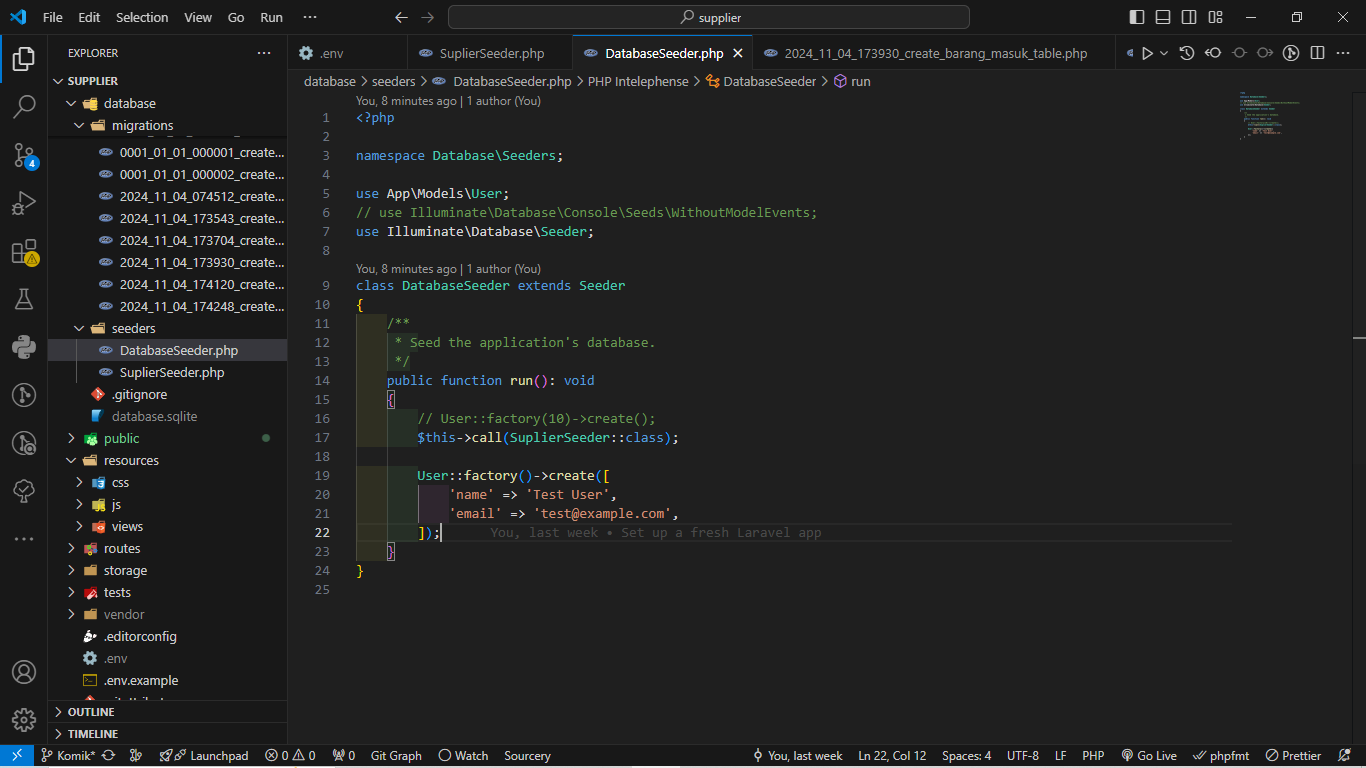 File Edit Selection View Go Run ··· supplier
EXPLORER ···
SUPPLIER
database
migrations
0001_01_01_000001_create...
0001_01_01_000002_create...
2024_11_04_074512_create...
2024_11_04_173543_create...
2024_11_04_173704_create...
2024_11_04_173930_create...
2024_11_04_174120_create...
2024_11_04_174248_create...
seeders
DatabaseSeeder.php
SuplierSeeder.php
.gitignore
database.sqlite
public
resources
css
js
views
routes
storage
tests
vendor
.editorconfig
.env
.env.example
OUTLINE
TIMELINE
.env SuplierSeeder.php DatabaseSeeder.php 2024_11_04_173930_create_barang_masuk_table.php
database > seeders > DatabaseSeeder.php > PHP Intelephense > DatabaseSeeder > run
You, 8 minutes ago | 1 author (You)
1 <?php
2
3 namespace Database\Seeders;
4
5 use App\Models\User;
6 // use Illuminate\Database\Console\Seeds\WithoutModelEvents;
7 use Illuminate\Database\Seeder;
8
You, 8 minutes ago | 1 author (You)
9 class DatabaseSeeder extends Seeder
10 {
11 /**
12 * Seed the application's database.
13 */
14 public function run(): void
15 {
16 // User::factory(10)->create();
17 $this->call(SuplierSeeder::class);
18
19 User::factory()->create([
20 'name' => 'Test User',
21 'email' => 'test@example.com',
22 ]); You, last week • Set up a fresh Laravel app
23 }
24 }
25
4
Komik* Launchpad 0 0 0 Git Graph Watch Sourcery You, last week Ln 22, Col 12 Spaces: 4 UTF-8 LF PHP Go Live phpfmt Prettier